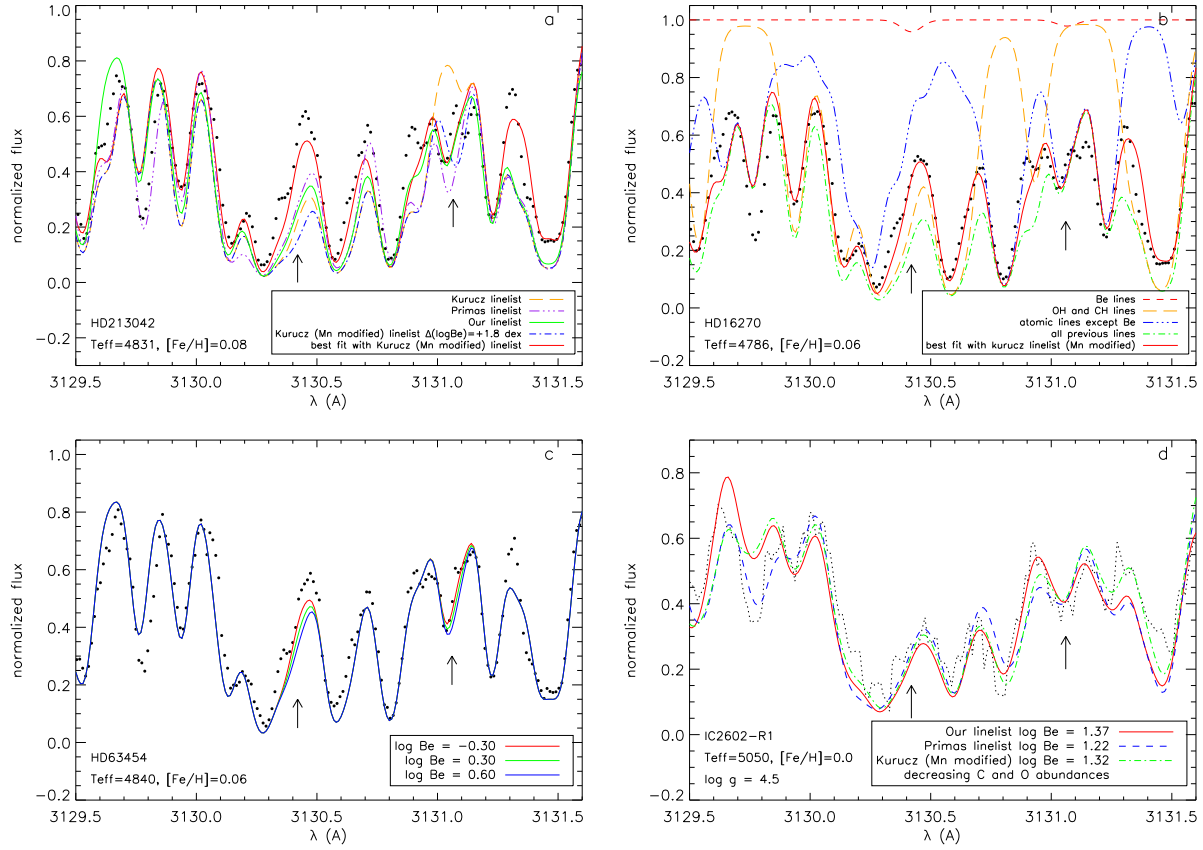 a
1.0
0.8
0.6
0.4
0.2
0.0
−0.2
normalized flux
Kurucz linelist
Primas linelist
Our linelist
Kurucz (Mn modified) linelist Δ(logBe)=+1.8 dex
best fit with Kurucz (Mn modified) linelist
HD213042
Teff=4831, [Fe/H]=0.08
3129.5 3130.0 3130.5 3131.0 3131.5
λ (A)
b
1.0
0.8
0.6
0.4
0.2
0.0
−0.2
normalized flux
Be lines
OH and CH lines
atomic lines except Be
all previous lines
best fit with kurucz linelist (Mn modified)
HD16270
Teff=4786, [Fe/H]=0.06
3129.5 3130.0 3130.5 3131.0 3131.5
λ (A)
c
1.0
0.8
0.6
0.4
0.2
0.0
−0.2
normalized flux
log Be = −0.30
log Be = 0.30
log Be = 0.60
HD63454
Teff=4840, [Fe/H]=0.06
3129.5 3130.0 3130.5 3131.0 3131.5
λ (A)
d
0.8
0.6
0.4
0.2
0.0
−0.2
normalized flux
Our linelist log Be = 1.37
Primas linelist log Be = 1.22
Kurucz (Mn modified) log Be = 1.32
decreasing C and O abundances
IC2602−R1
Teff=5050, [Fe/H]=0.0
log g = 4.5
3129.5 3130.0 3130.5 3131.0 3131.5
λ (A)